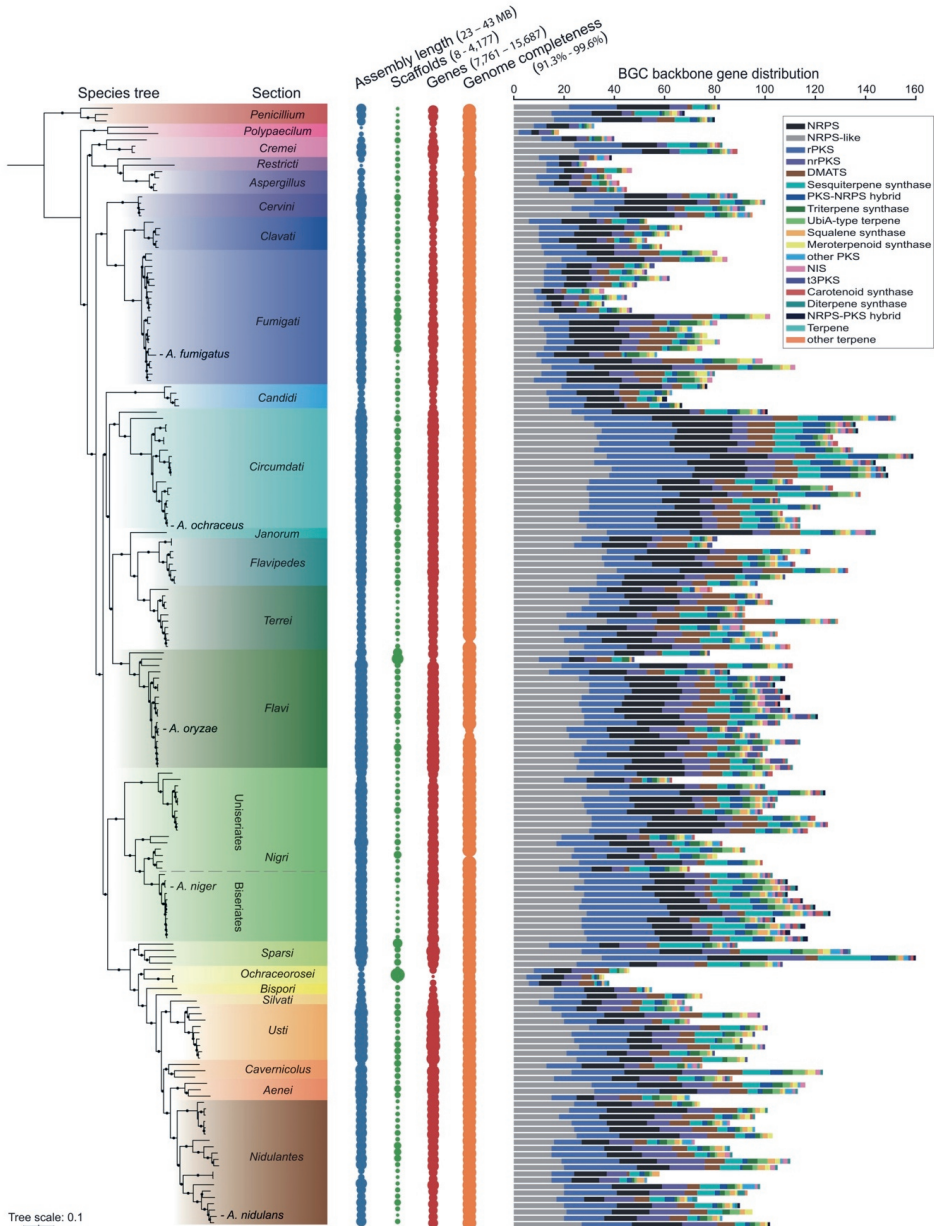 Assembly length (23 – 43 MB)
Scaffolds (8 - 4,177)
Genes (7,761 – 15,687)
Genome completeness
(91.3% - 99.6%)
BGC backbone gene distribution
Species tree
Section
0 20 40 60 80 100 120 140 160
NRPS
NRPS-like
rPKS
nrPKS
DMATS
Sesquiterpene synthase
PKS-NRPS hybrid
Triterpene synthase
UbiA-type terpene
Squalene synthase
Meroterpenoid synthase
other PKS
NIS
t3PKS
Carotenoid synthase
Diterpene synthase
NRPS-PKS hybrid
Terpene
other terpene
Penicillium
Polypaecilum
Cremei
Restricti
Aspergillus
Cervini
Clavati
Fumigati
- A. fumigatus
Candidi
Circumdati
- A. ochraceus
Janorum
Flavipedes
Terrei
Flavi
- A. oryzae
Uniseriates
Nigri
- A. niger
Biseriates
Sparsi
Ochraceorosei
Bispori
Silvati
Usti
Cavernicolus
Aenei
Nidulantes
- A. nidulans
Tree scale: 0.1